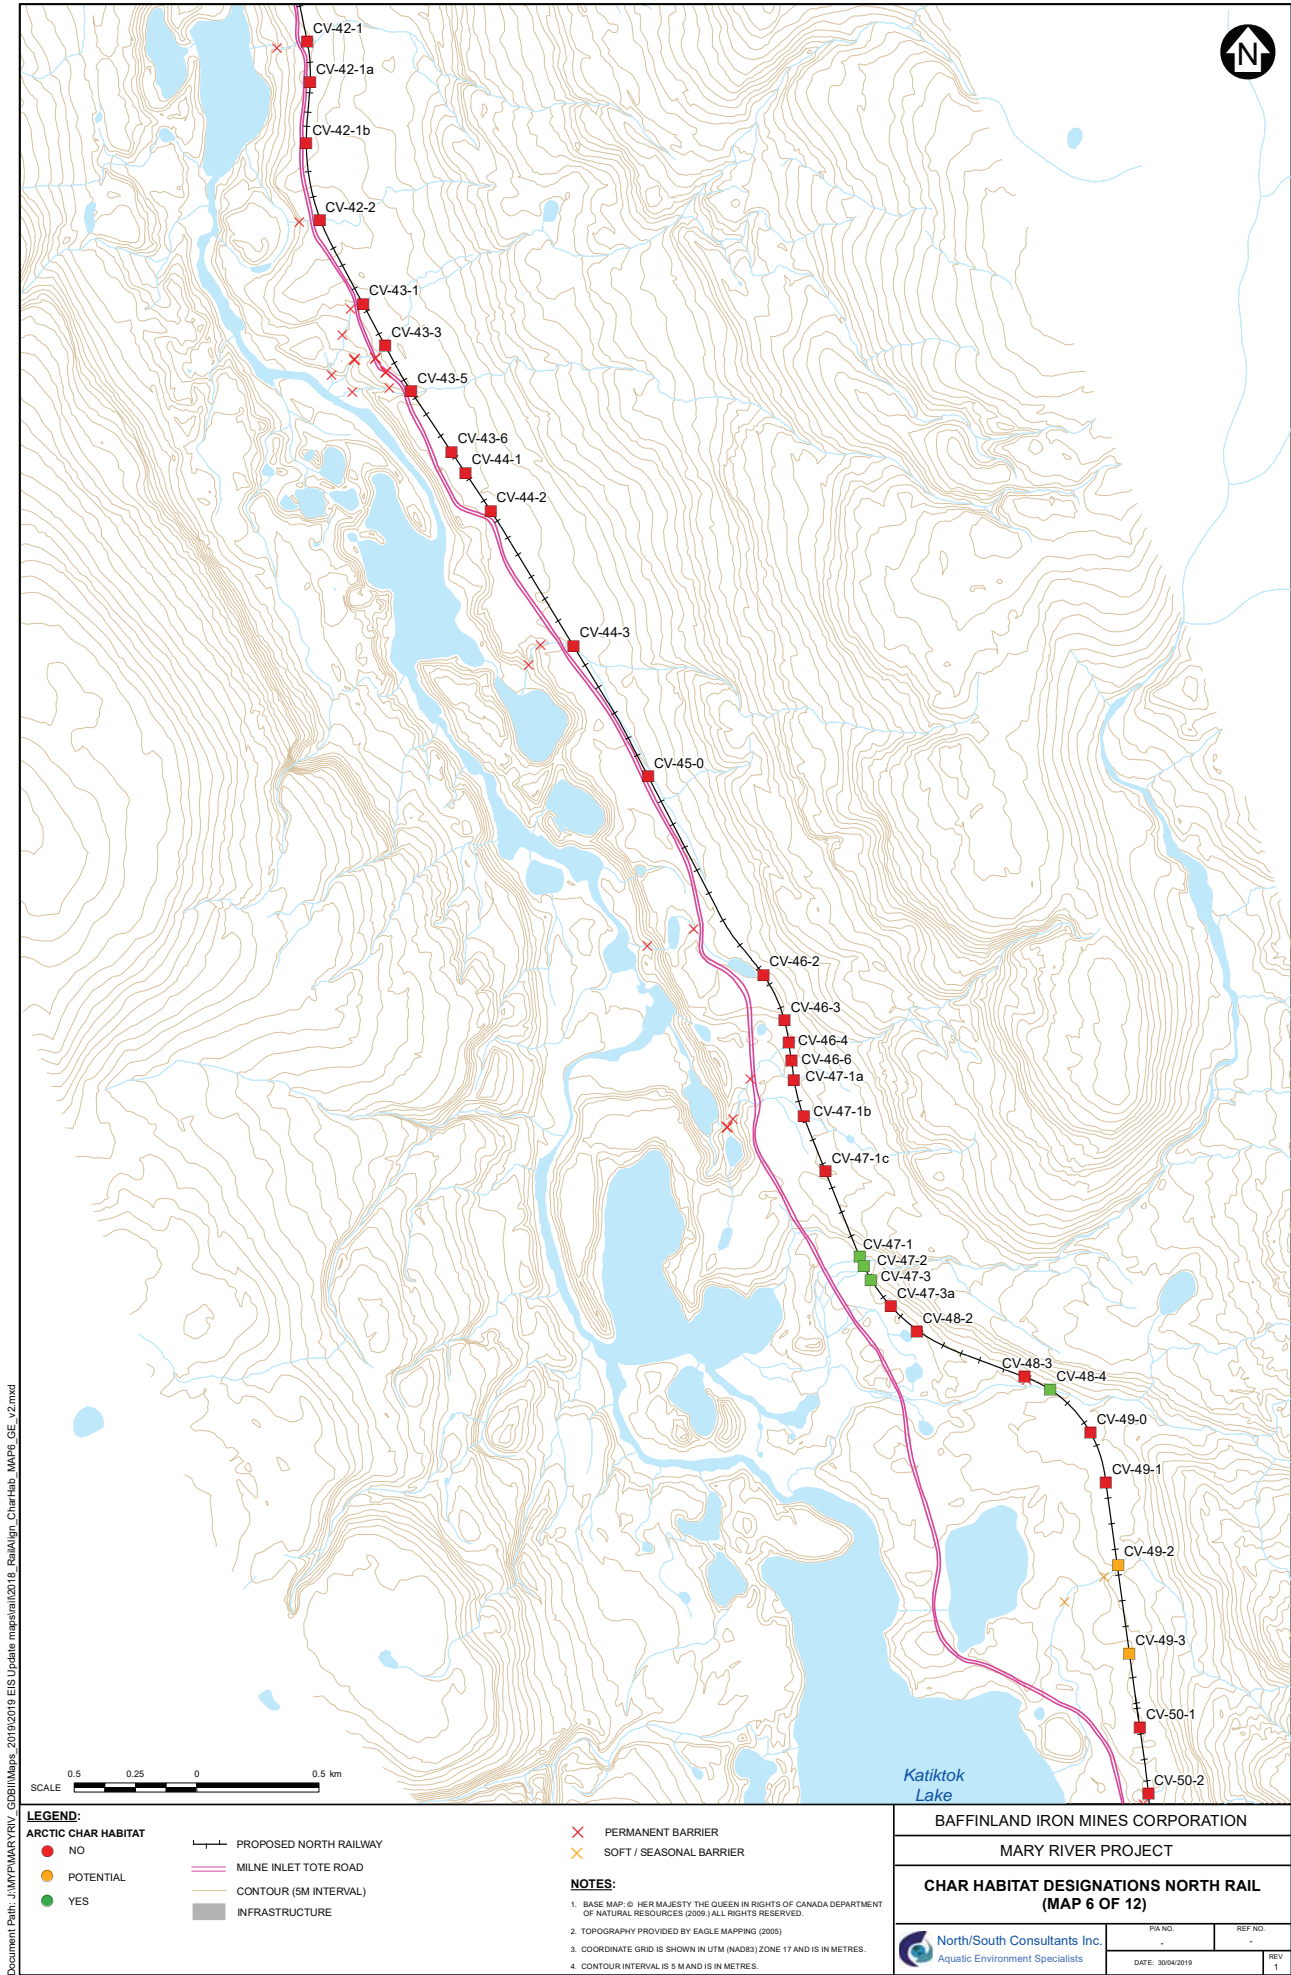 N
CV-42-1
CV-42-1a
CV-42-1b
CV-42-2
CV-43-1
CV-43-3
CV-43-5
CV-43-6
CV-44-1
CV-44-2
CV-44-3
CV-45-0
CV-46-2
CV-46-3
CV-46-4
CV-46-6
CV-47-1a
CV-47-1b
CV-47-1c
CV-47-1
CV-47-2
CV-47-3
CV-47-3a
CV-48-2
CV-48-3
CV-48-4
CV-49-0
CV-49-1
CV-49-2
CV-49-3
CV-50-1
CV-50-2
Katiktok
Lake
SCALE 0.5 0.25 0 0.5 km
Document Path: J:\MYP\MARYRIV_GDBIII\Maps_2019\2019 EIS Update maps\rail\2018_RailAlign_CharHab_MAP6_GE_v2.mxd
LEGEND:
ARCTIC CHAR HABITAT
NO
POTENTIAL
YES
PROPOSED NORTH RAILWAY
MILNE INLET TOTE ROAD
CONTOUR (5M INTERVAL)
INFRASTRUCTURE
PERMANENT BARRIER
SOFT / SEASONAL BARRIER
NOTES:
1. BASE MAP: © HER MAJESTY THE QUEEN IN RIGHTS OF CANADA DEPARTMENT
OF NATURAL RESOURCES (2009.) ALL RIGHTS RESERVED.
2. TOPOGRAPHY PROVIDED BY EAGLE MAPPING (2005)
3. COORDINATE GRID IS SHOWN IN UTM (NAD83) ZONE 17 AND IS IN METRES.
4. CONTOUR INTERVAL IS 5 M AND IS IN METRES.
BAFFINLAND IRON MINES CORPORATION
MARY RIVER PROJECT
CHAR HABITAT DESIGNATIONS NORTH RAIL
(MAP 6 OF 12)
North/South Consultants Inc.
Aquatic Environment Specialists
P/A NO.
-
REF NO.
-
DATE: 30/04/2019
REV
1